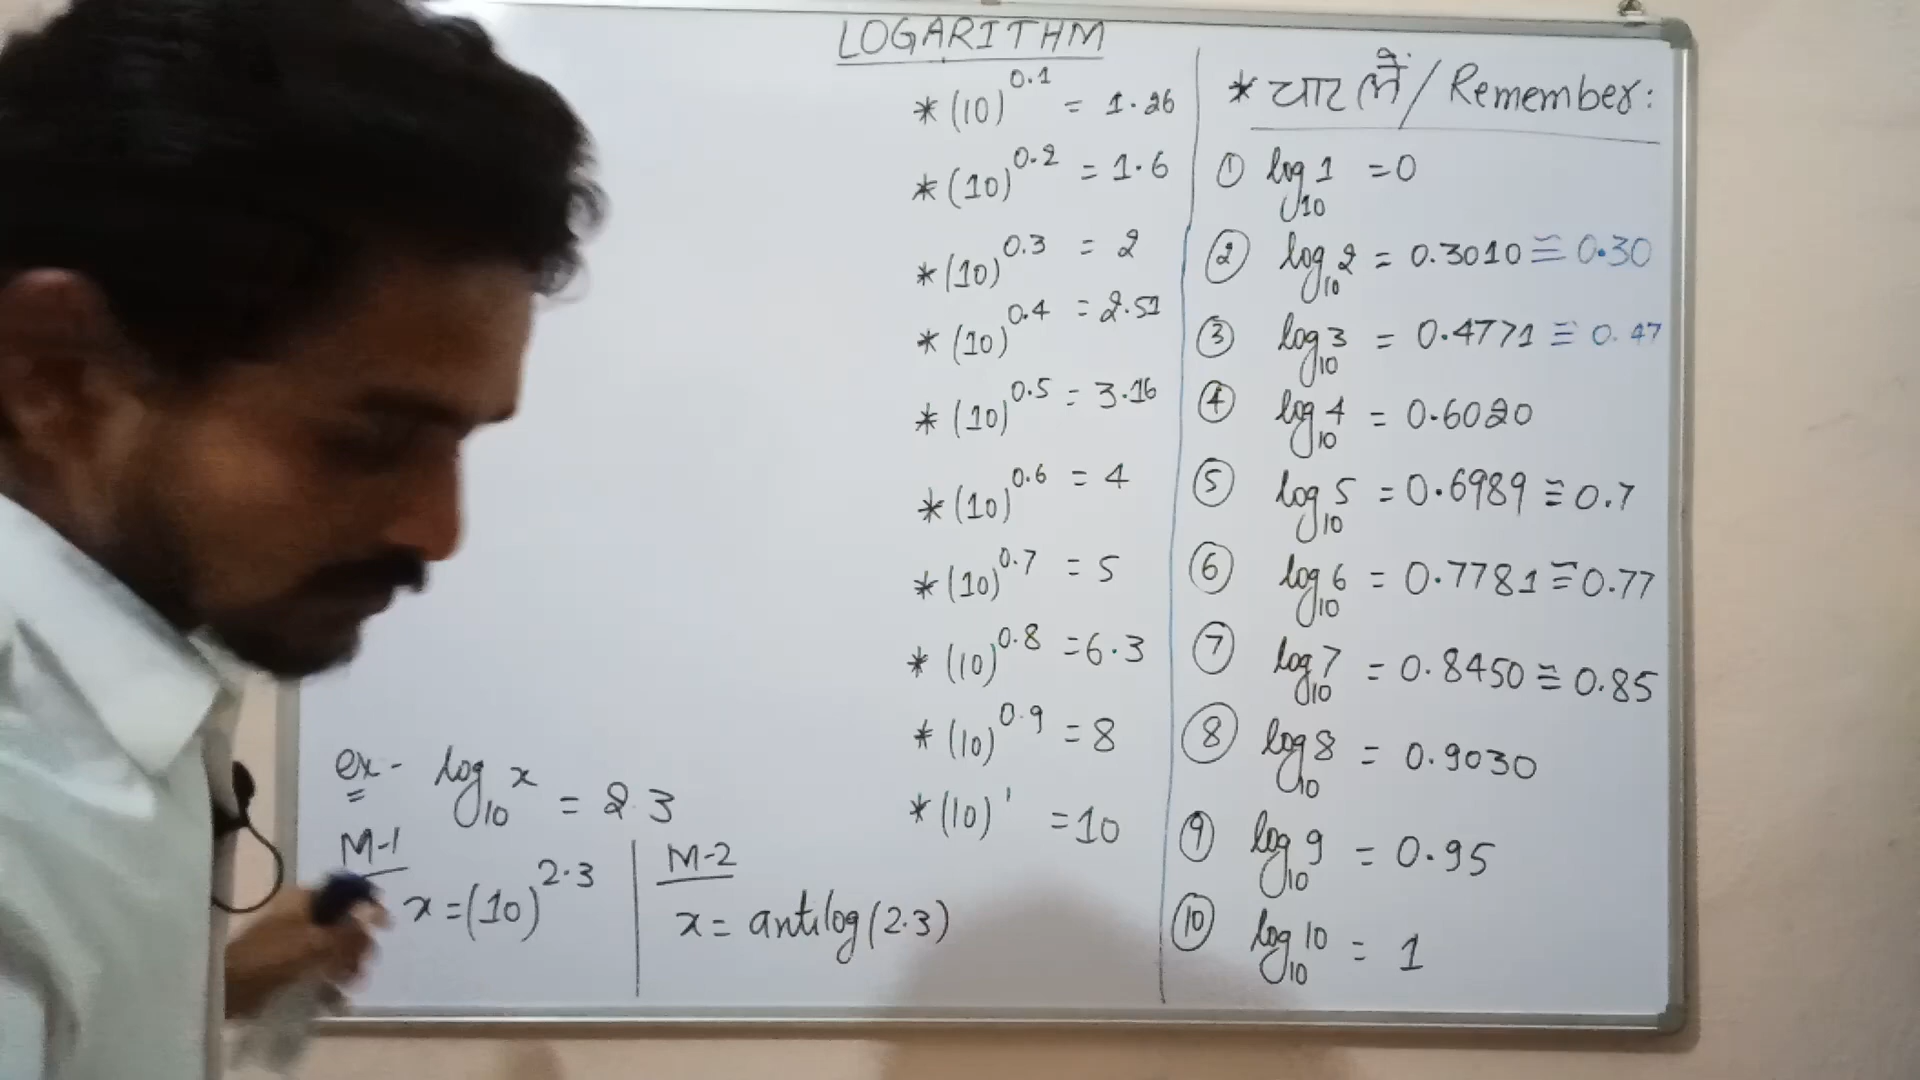 LOGARITHM
*(10)^0.1 = 1.26
*(10)^0.2 = 1.6
*(10)^0.3 = 2
*(10)^0.4 = 2.51
*(10)^0.5 = 3.16
*(10)^0.6 = 4
*(10)^0.7 = 5
*(10)^0.8 = 6.3
*(10)^0.9 = 8
*(10)^1 = 10
ex- log₁₀ x = 2.3
M-1
x = (10)^2.3
M-2
x = antilog(2.3)
* याद लें / Remember:
① log₁₀ 1 = 0
② log₁₀ 2 = 0.3010 ≅ 0.30
③ log₁₀ 3 = 0.4771 ≅ 0.47
④ log₁₀ 4 = 0.6020
⑤ log₁₀ 5 = 0.6989 ≅ 0.7
⑥ log₁₀ 6 = 0.7781 ≅ 0.77
⑦ log₁₀ 7 = 0.8450 ≅ 0.85
⑧ log₁₀ 8 = 0.9030
⑨ log₁₀ 9 = 0.95
⑩ log₁₀ 10 = 1